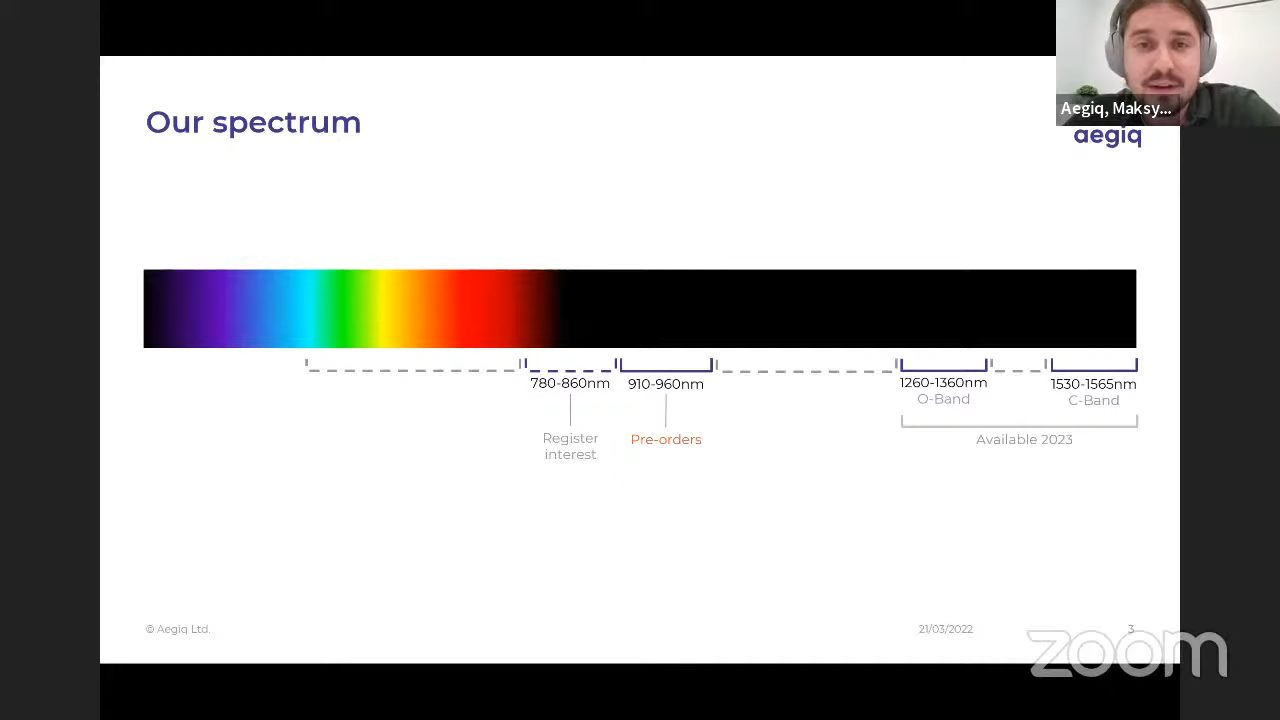 Our spectrum
Aegiq, Maksy...
aegiq
780-860nm
910-960nm
1260-1360nm
1530-1565nm
O-Band
C-Band
Register
interest
Pre-orders
Available 2023
© Aegiq Ltd.
21/03/2022
3
zoom